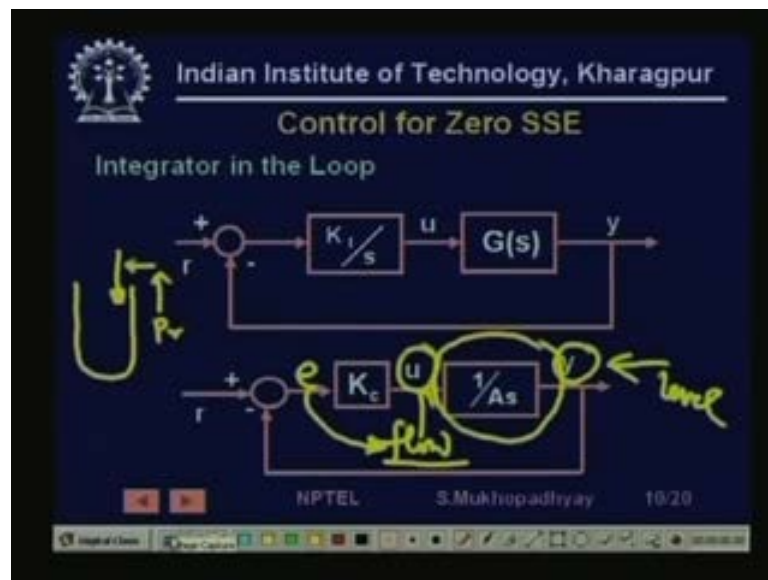 Indian Institute of Technology, Kharagpur
Control for Zero SSE
Integrator in the Loop
+
r
-
K I / s
u
G(s)
y
Pv
+
r
-
e
Kc
u
1/As
y
level
flow
NPTEL S.Mukhopadhyay 10/20